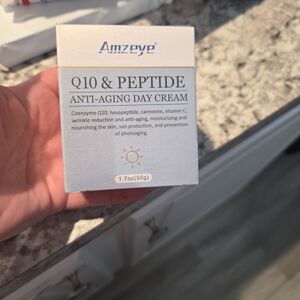 Amzeye®
Q10 & PEPTIDE
ANTI-AGING DAY CREAM
Coenzyme Q10, hexapeptide, carnosine, vitamin C,
wrinkle reduction and anti-aging, moisturizing and
nourishing the skin, sun protection, and prevention
of photoaging.
1.7oz(50g)